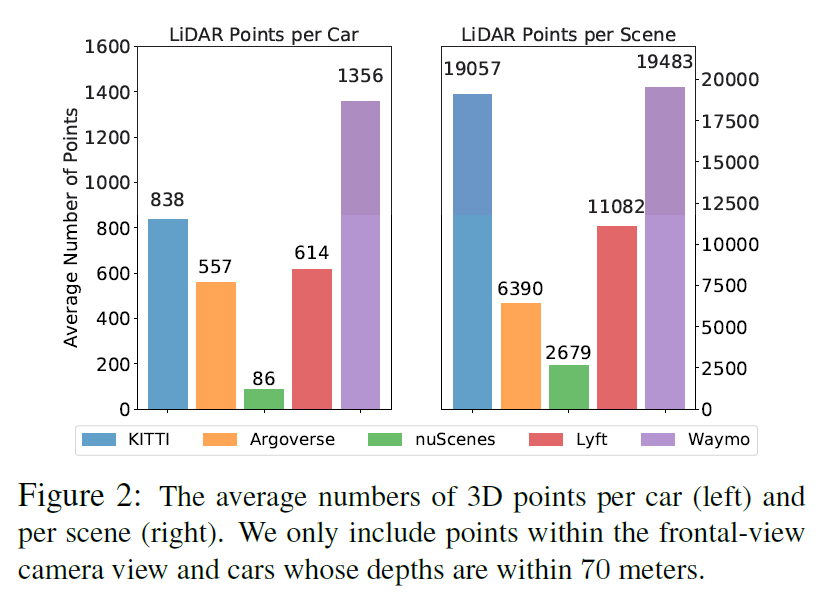 LiDAR Points per Car
LiDAR Points per Scene
Average Number of Points
1600
1400
1200
1000
800
600
400
200
0
838
557
86
614
1356
19057
6390
2679
11082
19483
20000
17500
15000
12500
10000
7500
5000
2500
0
KITTI
Argoverse
nuScenes
Lyft
Waymo
Figure 2: The average numbers of 3D points per car (left) and
per scene (right). We only include points within the frontal-view
camera view and cars whose depths are within 70 meters.